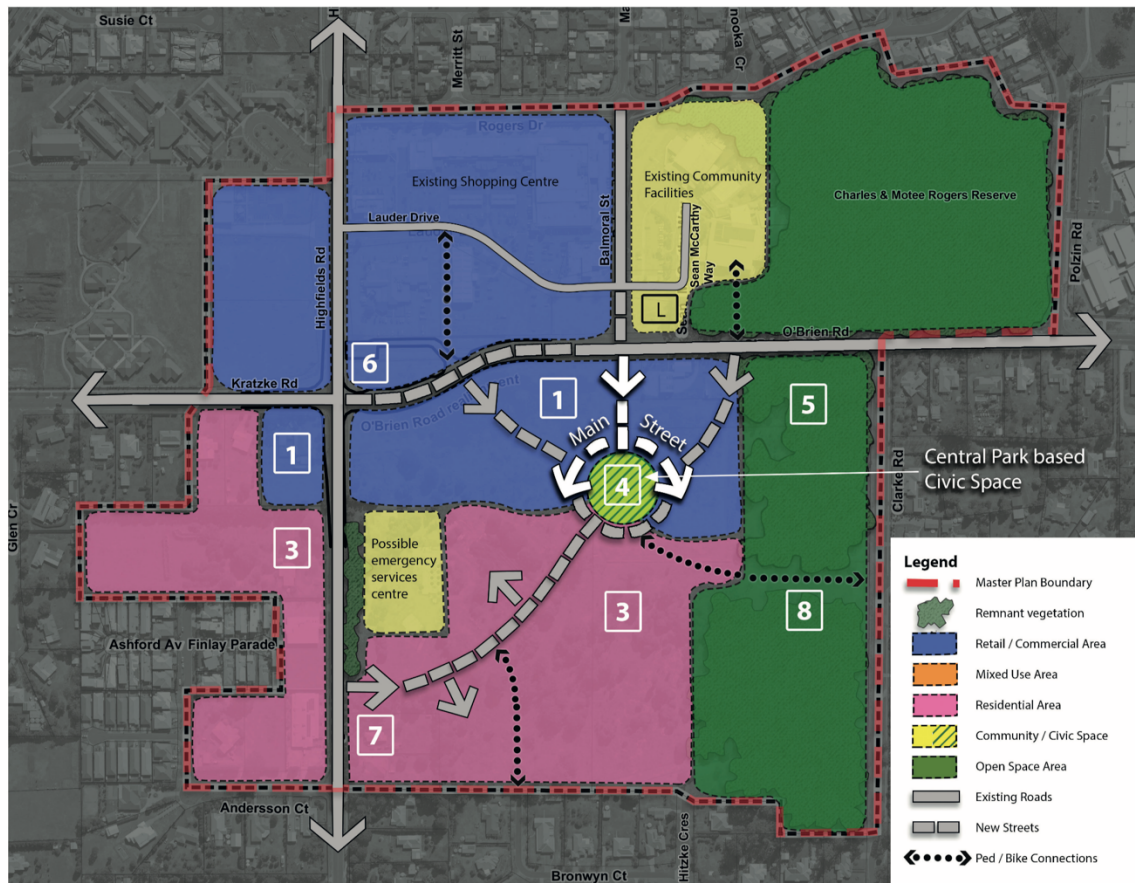 Susie Ct
H
Merritt St
Ma
nooka Cr
Rogers Dr
Existing Shopping Centre
Existing Community
Facilities
Charles & Motee Rogers Reserve
Lauder Drive
Balmoral St
Sean McCarthy
Way
Highfields Rd
Polzin Rd
L
Se
O'Brien Rd
6
Kratzke Rd
O'Brien Road realignment
1
5
Main Street
1
4
Central Park based
Civic Space
Clarke Rd
Glen Cr
3
Possible
emergency
services
centre
3
8
Ashford Av Finlay Parade
7
Andersson Ct
Hitzke Cres
Bronwyn Ct
Legend
Master Plan Boundary
Remnant vegetation
Retail / Commercial Area
Mixed Use Area
Residential Area
Community / Civic Space
Open Space Area
Existing Roads
New Streets
Ped / Bike Connections